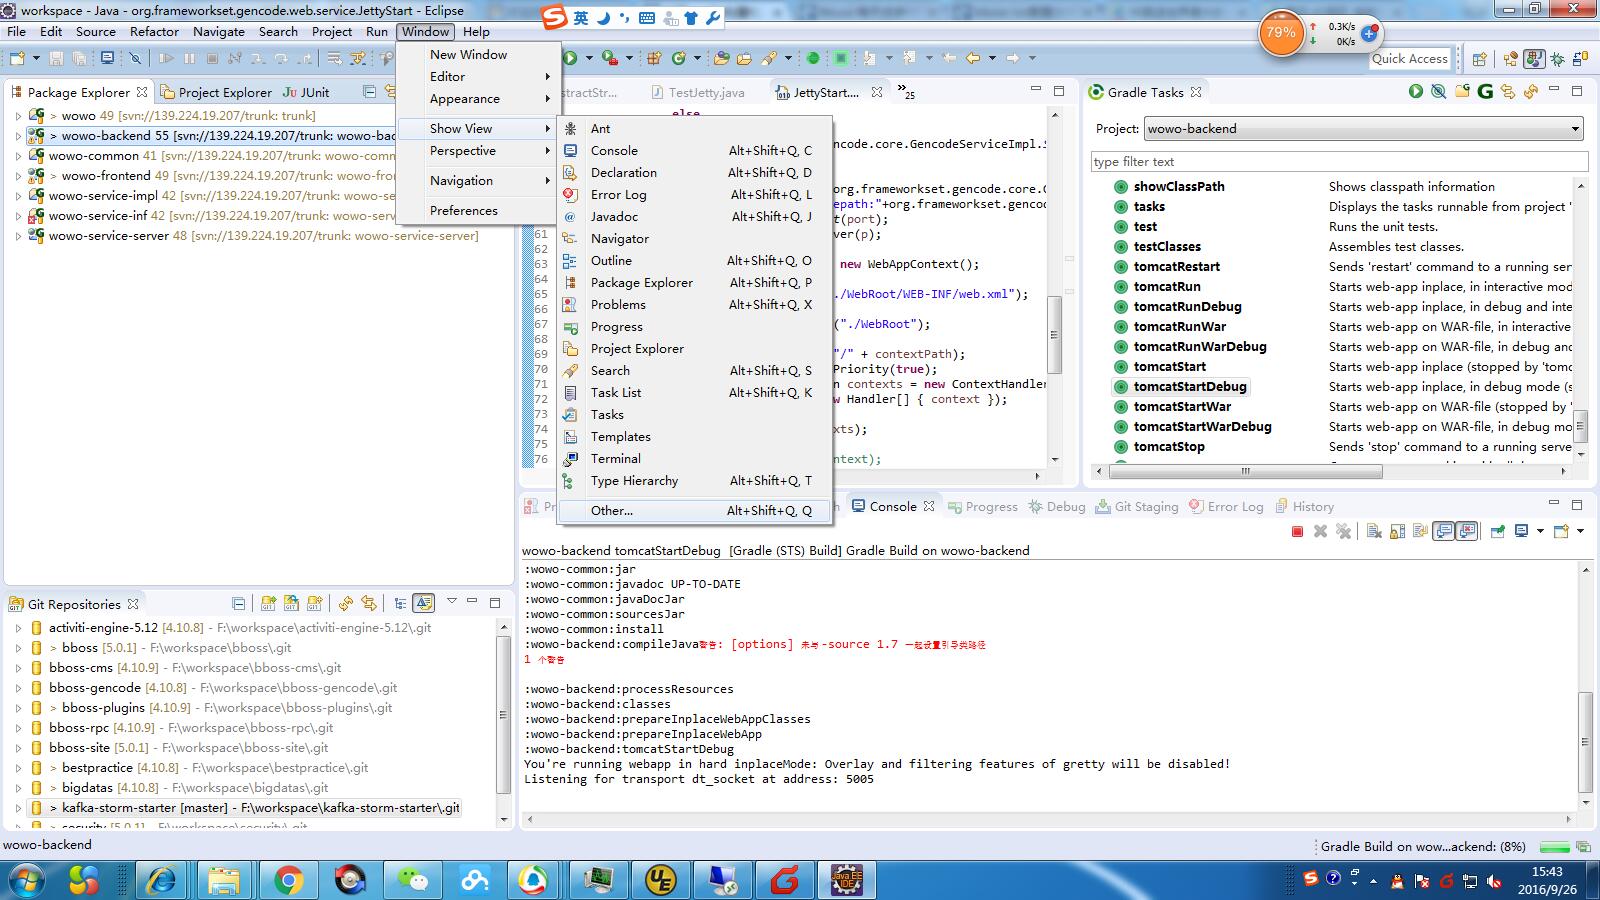 workspace - Java - org.frameworkset.gencode.web.service.JettyStart - Eclipse
英
79%
0.3K/s
0K/s
File Edit Source Refactor Navigate Search Project Run Window Help
Quick Access
Package Explorer Project Explorer JUnit
> wowo 49 [svn://139.224.19.207/trunk: trunk]
> wowo-backend 55 [svn://139.224.19.207/trunk: wowo-bac
wowo-common 41 [svn://139.224.19.207/trunk: wowo-comn
> wowo-frontend 49 [svn://139.224.19.207/trunk: wowo-fro
wowo-service-impl 42 [svn://139.224.19.207/trunk: wowo-s
wowo-service-inf 42 [svn://139.224.19.207/trunk: wowo-ser
wowo-service-server 48 [svn://139.224.19.207/trunk: wowo-service-server]
New Window
Editor
Appearance
Show View
Perspective
Navigation
Preferences
Ant
Console Alt+Shift+Q, C
Declaration Alt+Shift+Q, D
Error Log Alt+Shift+Q, L
Javadoc Alt+Shift+Q, J
Navigator
Outline Alt+Shift+Q, O
Package Explorer Alt+Shift+Q, P
Problems Alt+Shift+Q, X
Progress
Project Explorer
Search Alt+Shift+Q, S
Task List Alt+Shift+Q, K
Tasks
Templates
Terminal
Type Hierarchy Alt+Shift+Q, T
Other... Alt+Shift+Q, Q
stractStr... TestJetty.java JettyStart.... »25
else
encode.core.GencodeServiceImpl.
org.frameworkset.gencode.core.G
epath:"+org.frameworkset.gencod
t(port);
61 ver(p);
62
63 new WebAppContext();
64
65 ./WebRoot/WEB-INF/web.xml");
66
67 ("./WebRoot");
68
69 "/" + contextPath);
70 Priority(true);
71 n contexts = new ContextHandler
72 w Handler[] { context });
73
74 xts);
75
76 ntext);
Gradle Tasks
Project: wowo-backend
type filter text
showClassPath Shows classpath information
tasks Displays the tasks runnable from project '
test Runs the unit tests.
testClasses Assembles test classes.
tomcatRestart Sends 'restart' command to a running ser
tomcatRun Starts web-app inplace, in interactive mod
tomcatRunDebug Starts web-app inplace, in debug and inte
tomcatRunWar Starts web-app on WAR-file, in interactive
tomcatRunWarDebug Starts web-app on WAR-file, in debug anc
tomcatStart Starts web-app inplace (stopped by 'tomc
tomcatStartDebug Starts web-app inplace, in debug mode (s
tomcatStartWar Starts web-app on WAR-file (stopped by '
tomcatStartWarDebug Starts web-app on WAR-file, in debug mo
tomcatStop Sends 'stop' command to a running serve
Console Progress Debug Git Staging Error Log History
wowo-backend tomcatStartDebug [Gradle (STS) Build] Gradle Build on wowo-backend
:wowo-common:jar
:wowo-common:javadoc UP-TO-DATE
:wowo-common:javaDocJar
:wowo-common:sourcesJar
:wowo-common:install
:wowo-backend:compileJava警告: [options] 未与 -source 1.7 一起设置引导类路径
1 个警告
:wowo-backend:processResources
:wowo-backend:classes
:wowo-backend:prepareInplaceWebAppClasses
:wowo-backend:prepareInplaceWebApp
:wowo-backend:tomcatStartDebug
You're running webapp in hard inplaceMode: Overlay and filtering features of gretty will be disabled!
Listening for transport dt_socket at address: 5005
Git Repositories
activiti-engine-5.12 [4.10.8] - F:\workspace\activiti-engine-5.12\.git
> bboss [5.0.1] - F:\workspace\bboss\.git
bboss-cms [4.10.9] - F:\workspace\bboss-cms\.git
bboss-gencode [4.10.8] - F:\workspace\bboss-gencode\.git
> bboss-plugins [4.10.8] - F:\workspace\bboss-plugins\.git
bboss-rpc [4.10.9] - F:\workspace\bboss-rpc\.git
bboss-site [5.0.1] - F:\workspace\bboss-site\.git
> bestpractice [4.10.8] - F:\workspace\bestpractice\.git
> bigdatas [4.10.8] - F:\workspace\bigdatas\.git
> kafka-storm-starter [master] - F:\workspace\kafka-storm-starter\.git
> security [5.0.1] - F:\workspace\security\.git
wowo-backend
Gradle Build on wow...ackend: (8%)
UE
Java EE
IDE
15:43
2016/9/26